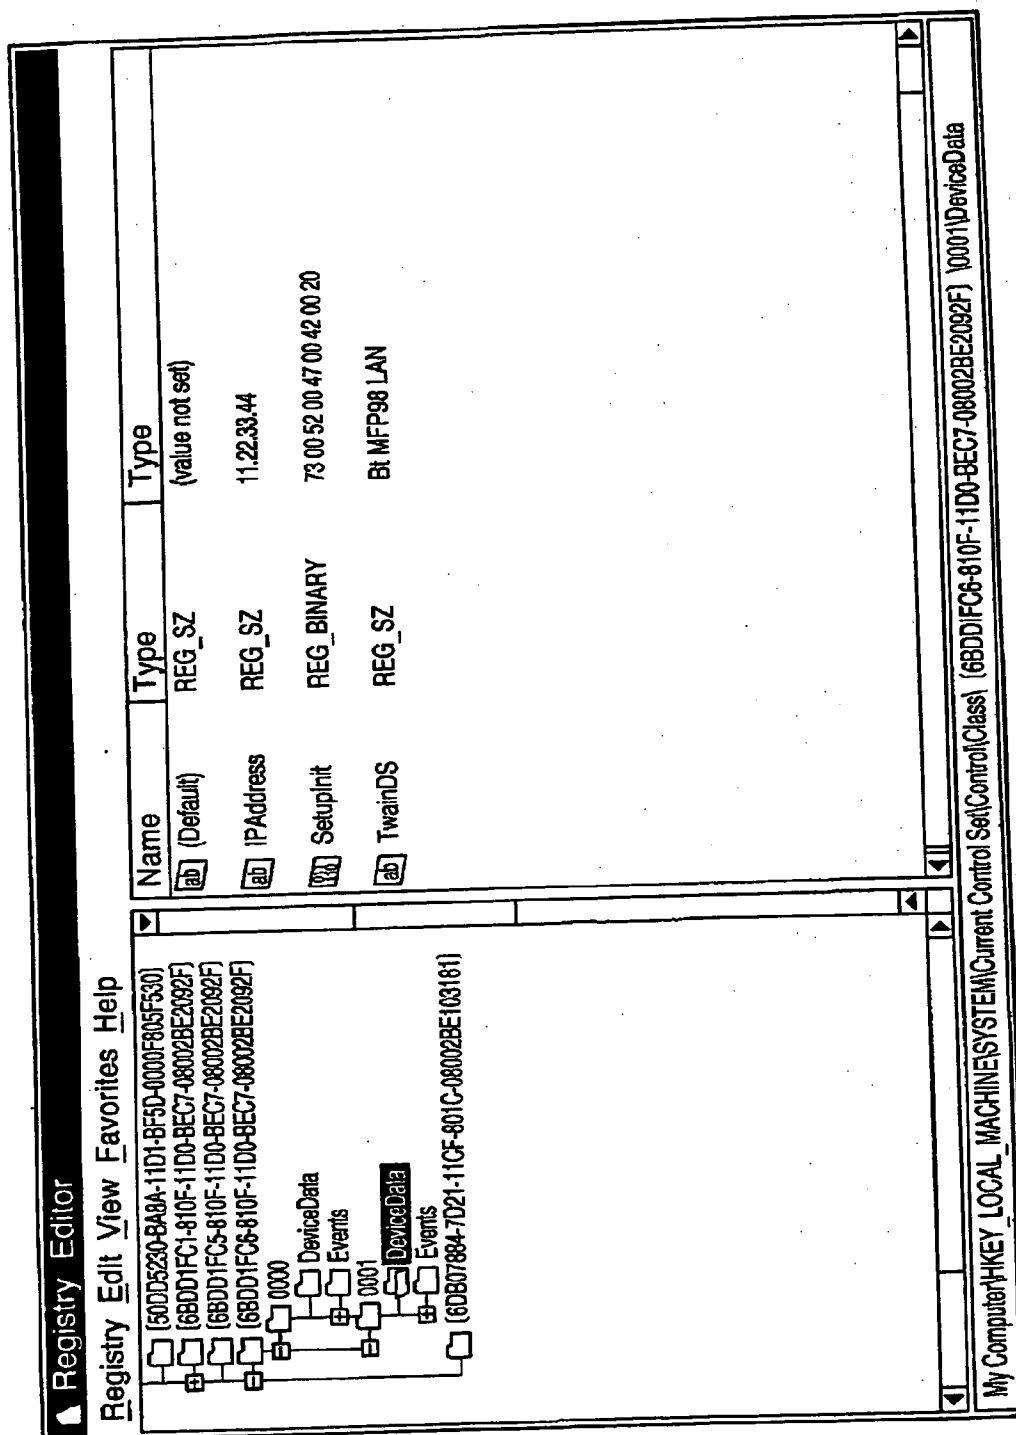 Registry Editor
Registry Edit View Favorites Help
{50DD5230-BA8A-11D1-BF5D-0000F805F530}
{6BDD1FC1-810F-11D0-BEC7-08002BE2092F}
{6BDD1FC5-810F-11D0-BEC7-08002BE2092F}
{6BDD1FC6-810F-11D0-BEC7-08002BE2092F}
0000
DeviceData
Events
0001
DeviceData
Events
{6DB07884-7D21-11CF-801C-08002BE103181}
Name Type Type
ab (Default) REG_SZ (value not set)
ab IPAddress REG_SZ 11.22.33.44
SetupInit REG_BINARY 73 00 52 00 47 00 42 00 20
ab TwainDS REG_SZ Bt MFP98 LAN
My Computer\HKEY_LOCAL_MACHINE\SYSTEM\Current Control Set\Control\Class\ {6BDDIFC6-810F-11D0-BEC7-08002BE2092F} \0001\DeviceData